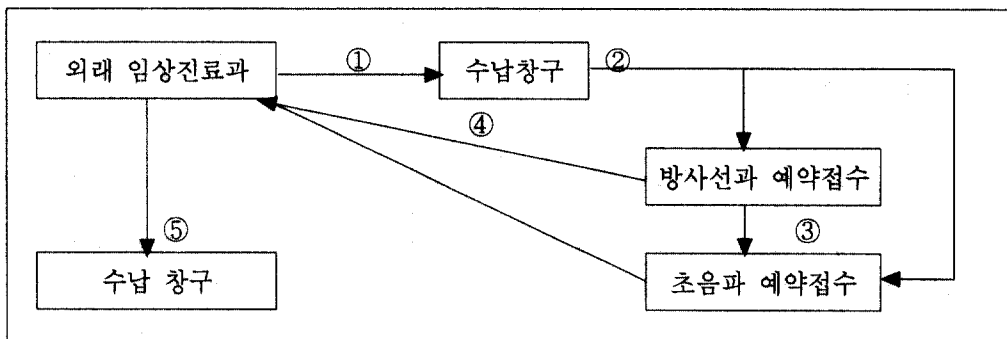 외래 임상진료과
①
수납창구
②
④
방사선과 예약접수
③
⑤
수납 창구
초음파 예약접수